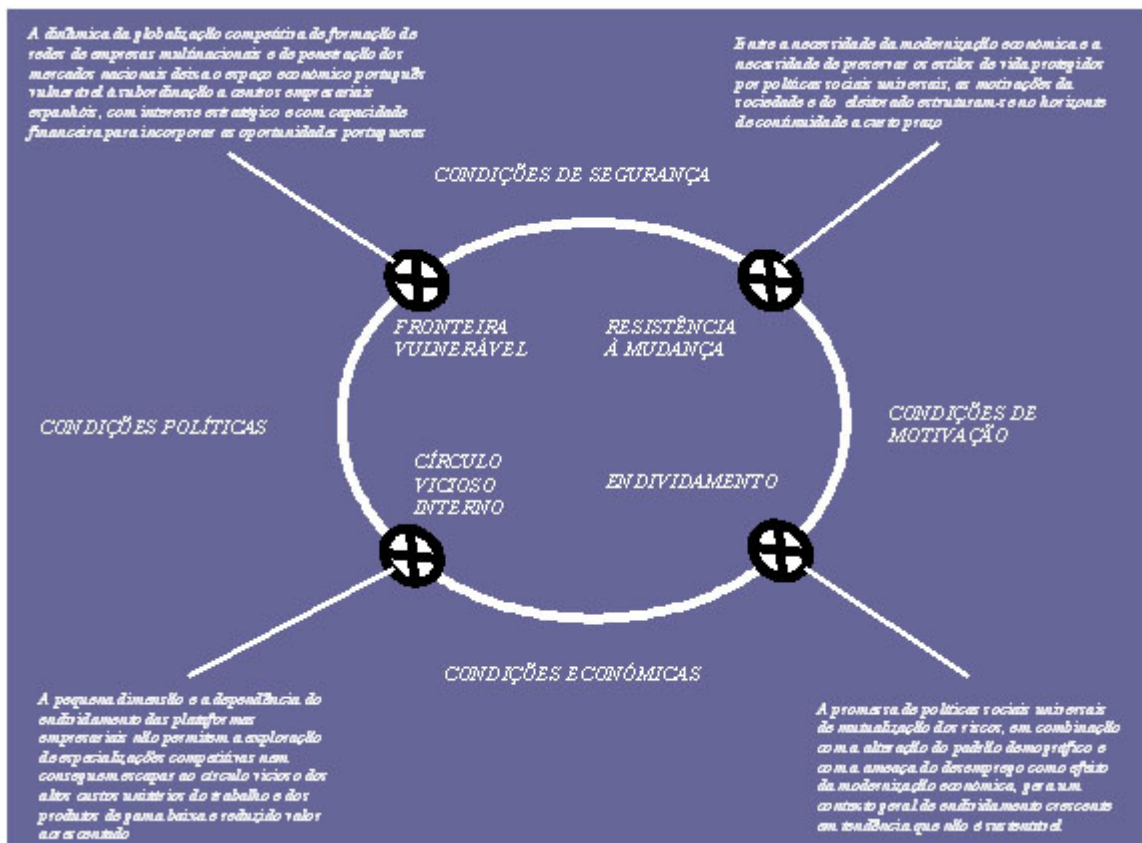 A dinâmica da globalização competitiva de formação de
redes de empresas multinacionais e de penetração dos
mercados nacionais deixa o espaço económico português
vulnerável à subordinação a centros empresariais
espanhóis, com interesse estratégico e com capacidade
financeira para incorporar as oportunidades portuguesas
Entre a necessidade da modernização económica e a
necessidade de preservar os estilos de vida protegidos
por políticas sociais universais, as motivações da
sociedade e do eleitorado estruturam-se no horizonte
de continuidade a curto prazo
CONDIÇÕES DE SEGURANÇA
FRONTEIRA
VULNERÁVEL
RESISTÊNCIA
À MUDANÇA
CONDIÇÕES POLÍTICAS
CONDIÇÕES DE
MOTIVAÇÃO
CÍRCULO
VICIOSO
INTERNO
ENDIVIDAMENTO
CONDIÇÕES ECONÓMICAS
A pequena dimensão e a dependência do
endividamento das plataformas
empresariais não permitem a exploração
de especializações competitivas nem
conseguem escapar ao círculo vicioso dos
altos custos unitários do trabalho e dos
produtos de gama baixa e reduzido valor
acrescentado
A promessa de políticas sociais universais
de mutualização dos riscos, em combinação
com a alteração do padrão demográfico e
com a ameaça do desemprego como efeito
da modernização económica, gera um
contexto geral de endividamento crescente
em tendência que não é sustentável